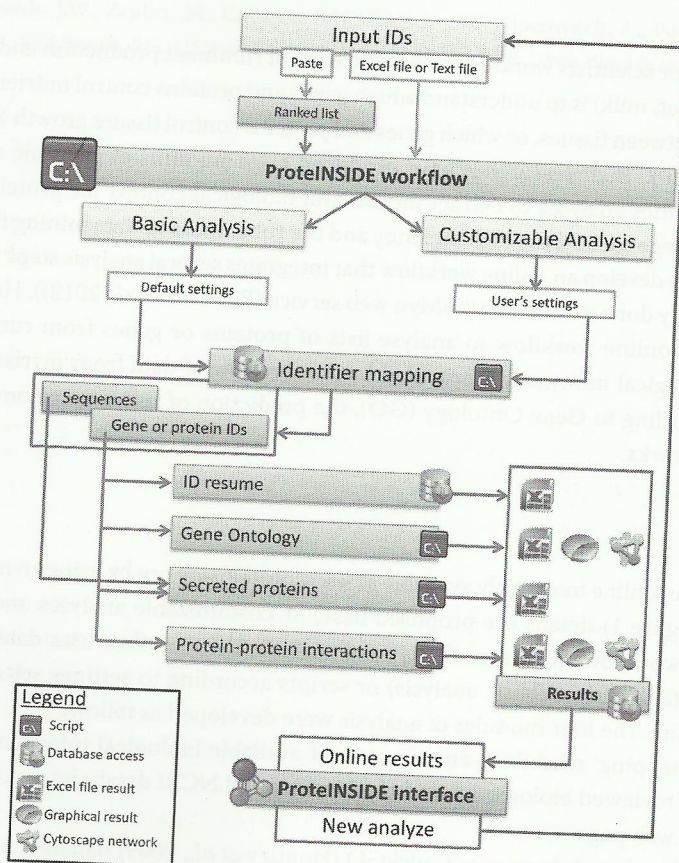 Input IDs
Paste
Excel file or Text file
Ranked list
C:\
ProteINSIDE workflow
Basic Analysis
Customizable Analysis
Default settings
User's settings
Identifier mapping
C:\
Sequences
Gene or protein IDs
ID resume
Gene Ontology
C:\
Secreted proteins
C:\
Protein-protein interactions
C:\
Results
Legend
C:\ Script
Database access
Excel file result
Graphical result
Cytoscape network
Online results
ProteINSIDE interface
New analyze